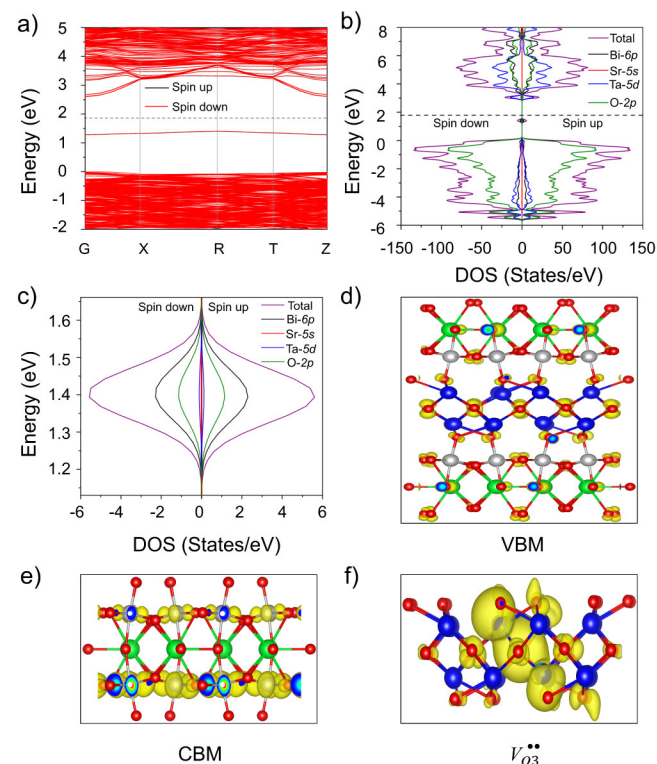 a)
Energy (eV)
5
4
3
2
1
0
-1
-2
Spin up
Spin down
G X R T Z
b)
Energy (eV)
8
6
4
2
0
-2
-4
-6
Total
Bi-6p
Sr-5s
Ta-5d
O-2p
Spin down
Spin up
-150 -100 -50 0 50 100 150
DOS (States/eV)
c)
Energy (eV)
1.6
1.5
1.4
1.3
1.2
Spin down
Spin up
Total
Bi-6p
Sr-5s
Ta-5d
O-2p
-6 -4 -2 0 2 4 6
DOS (States/eV)
d)
VBM
e)
CBM
f)
V_{O3}^{••}